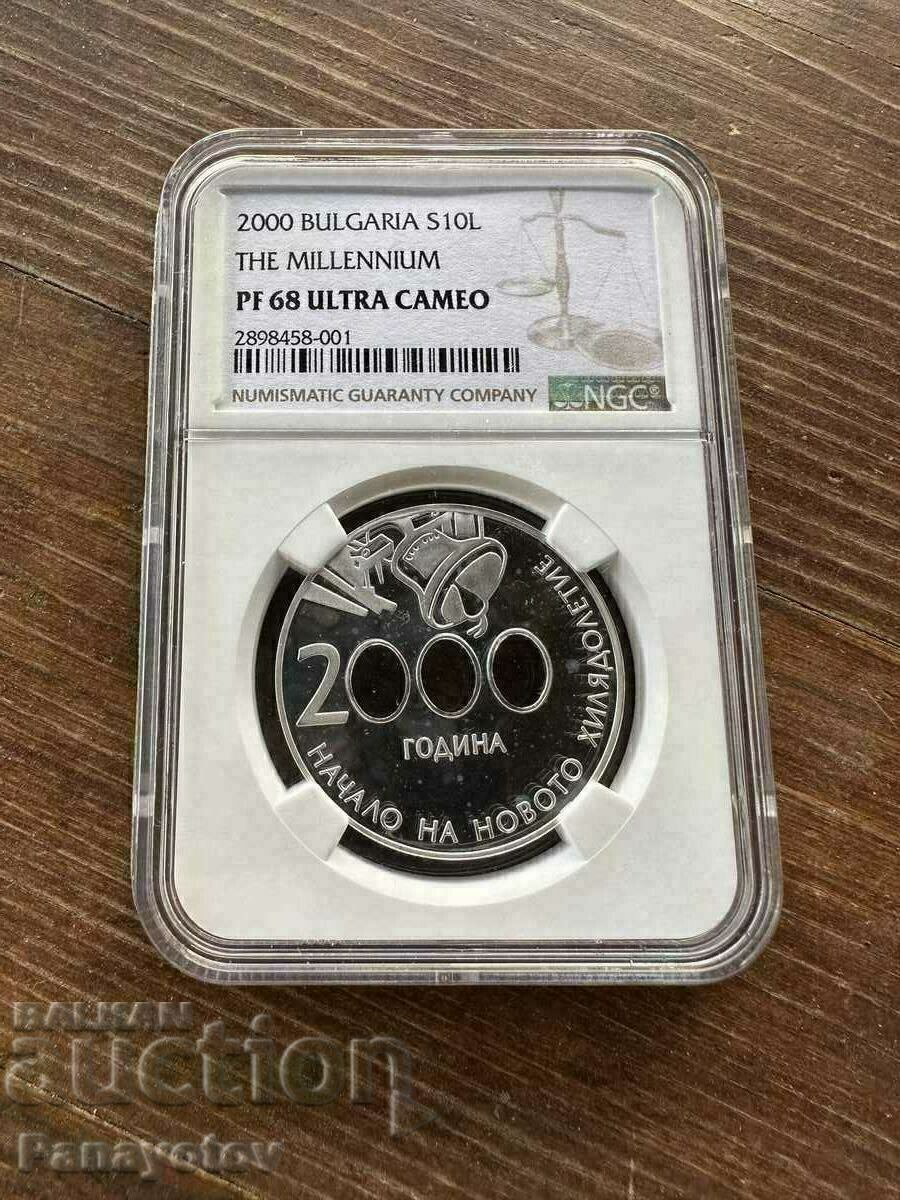 2000 BULGARIA S10L
THE MILLENNIUM
PF 68 ULTRA CAMEO
2898458-001
NUMISMATIC GUARANTY COMPANY
NGC®
2000
ГОДИНА
НАЧАЛО НА НОВОТО ХИЛЯДОЛЕТИЕ
БАLKAN
auction
Panayotov